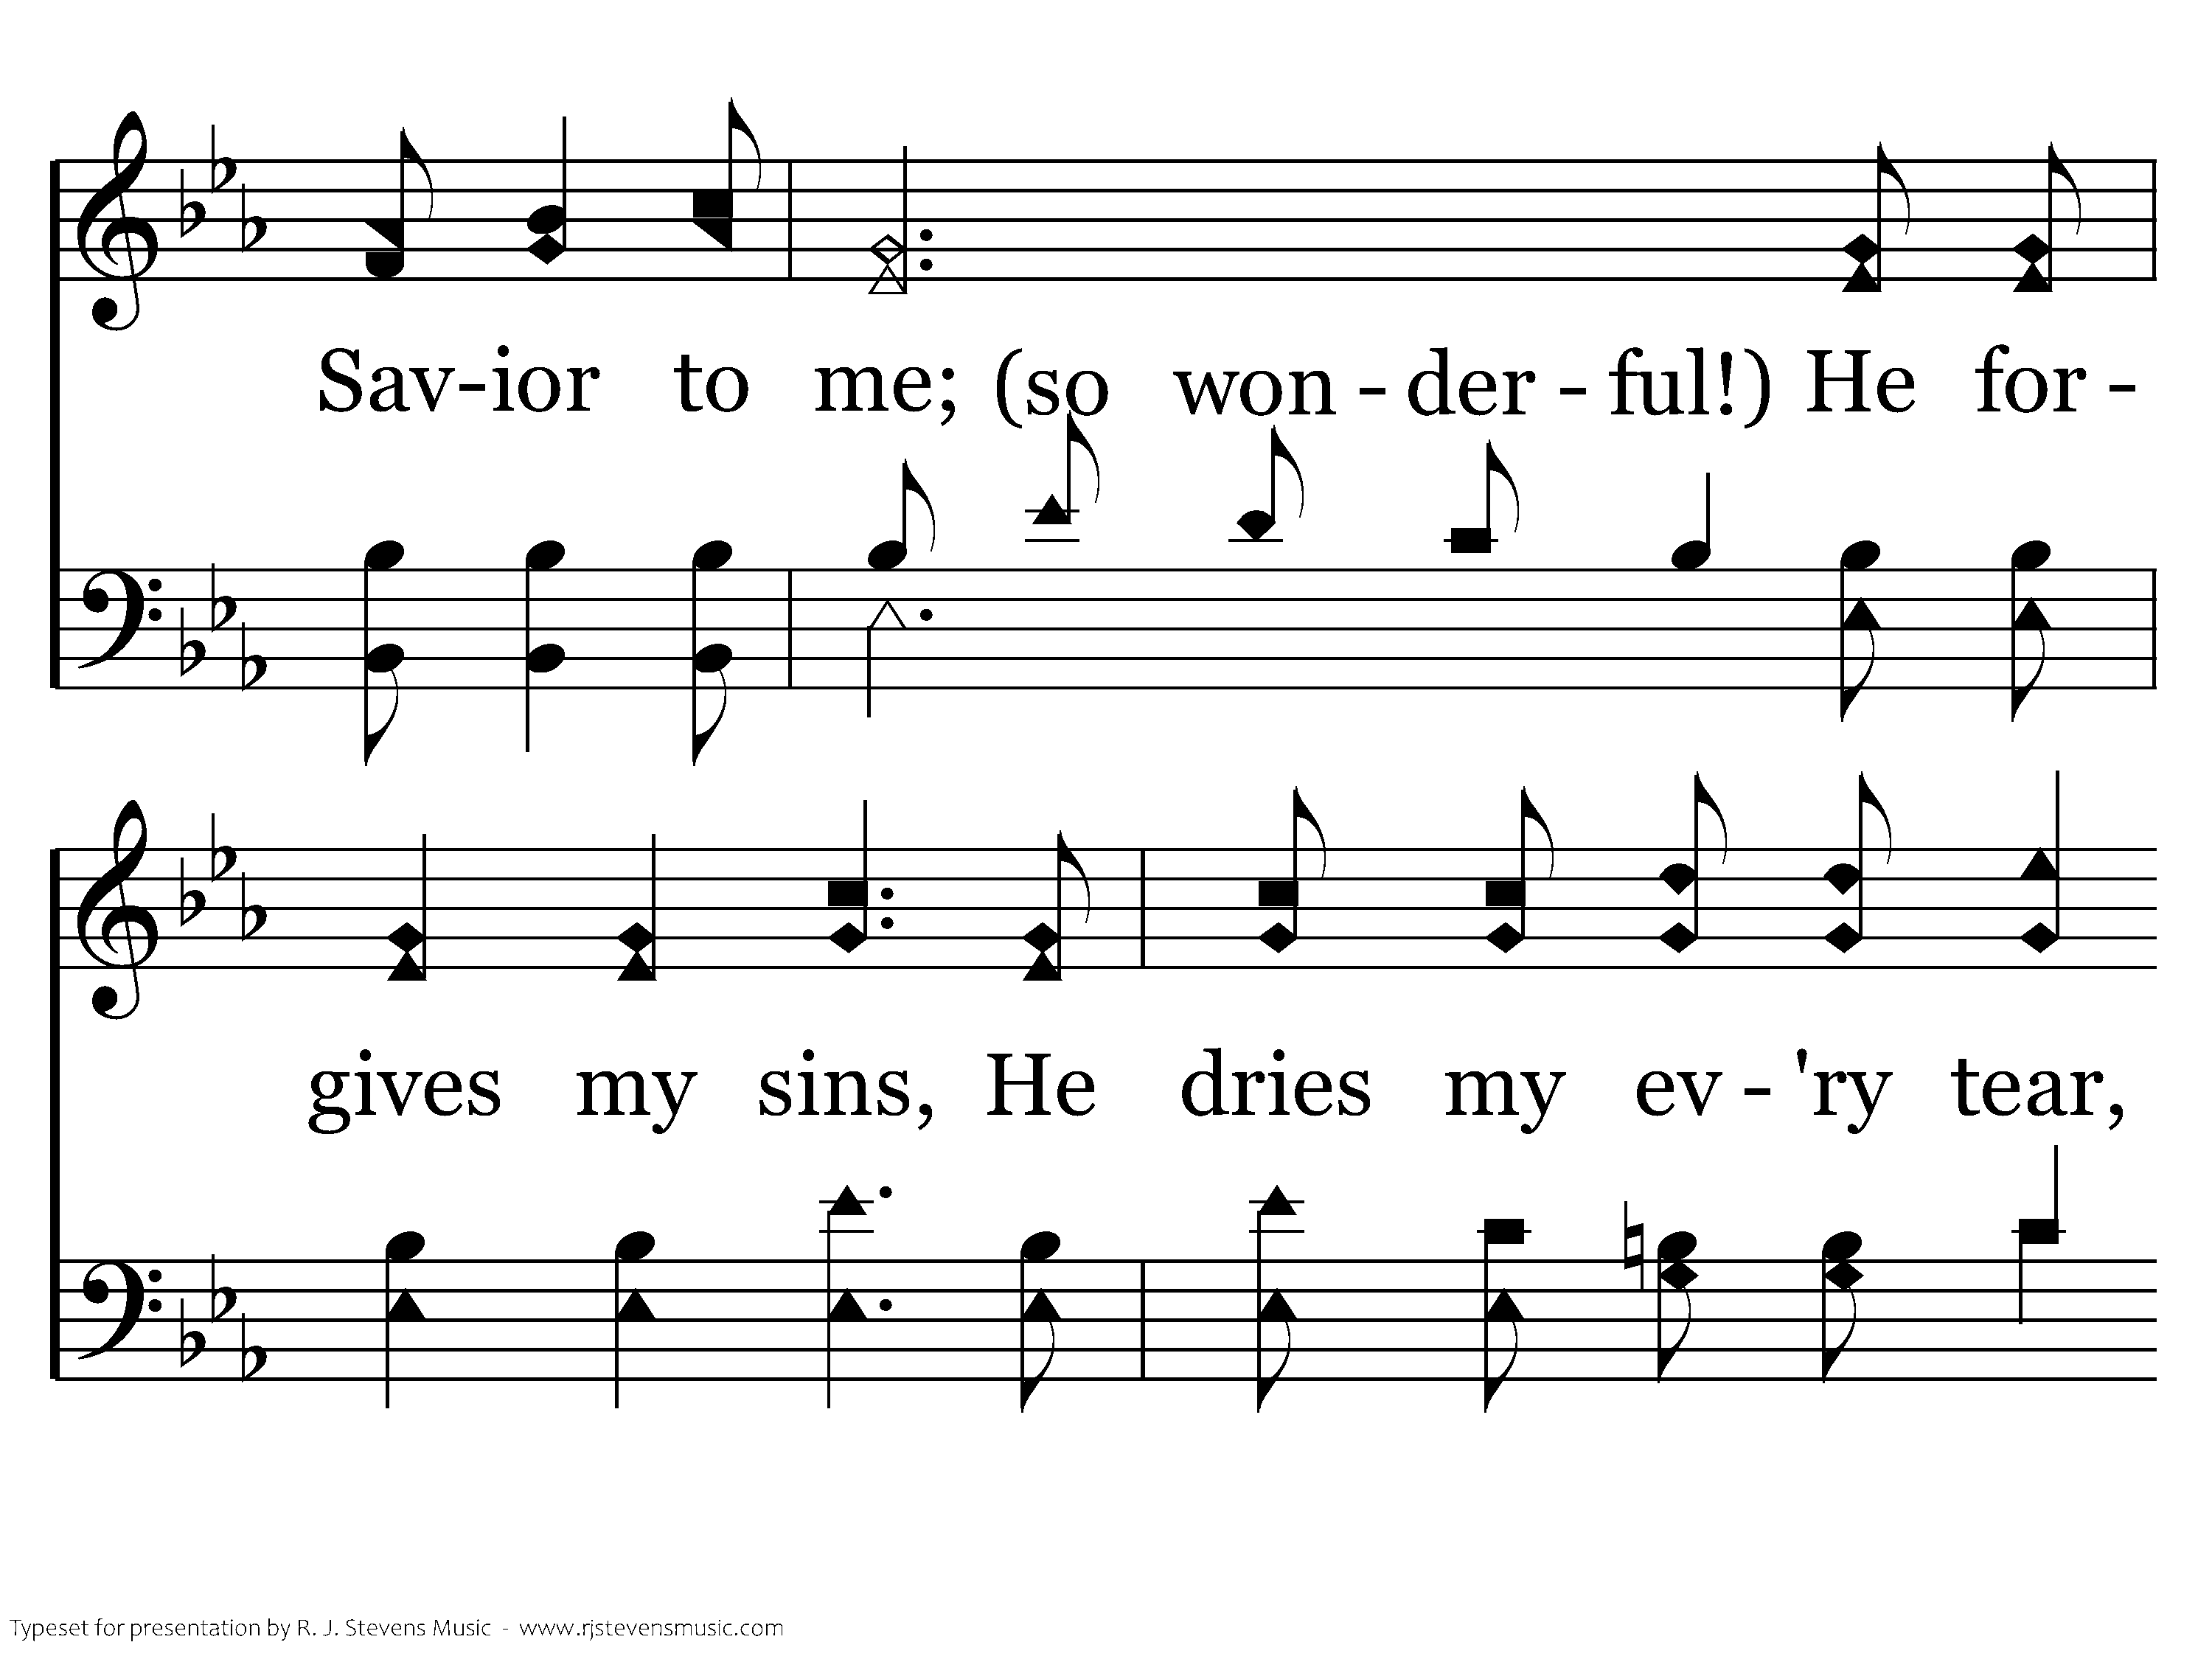 Sav-ior to me; (so won - der - ful!) He for -
gives my sins, He dries my ev - 'ry tear,
Typeset for presentation by R. J. Stevens Music - www.rjstevensmusic.com